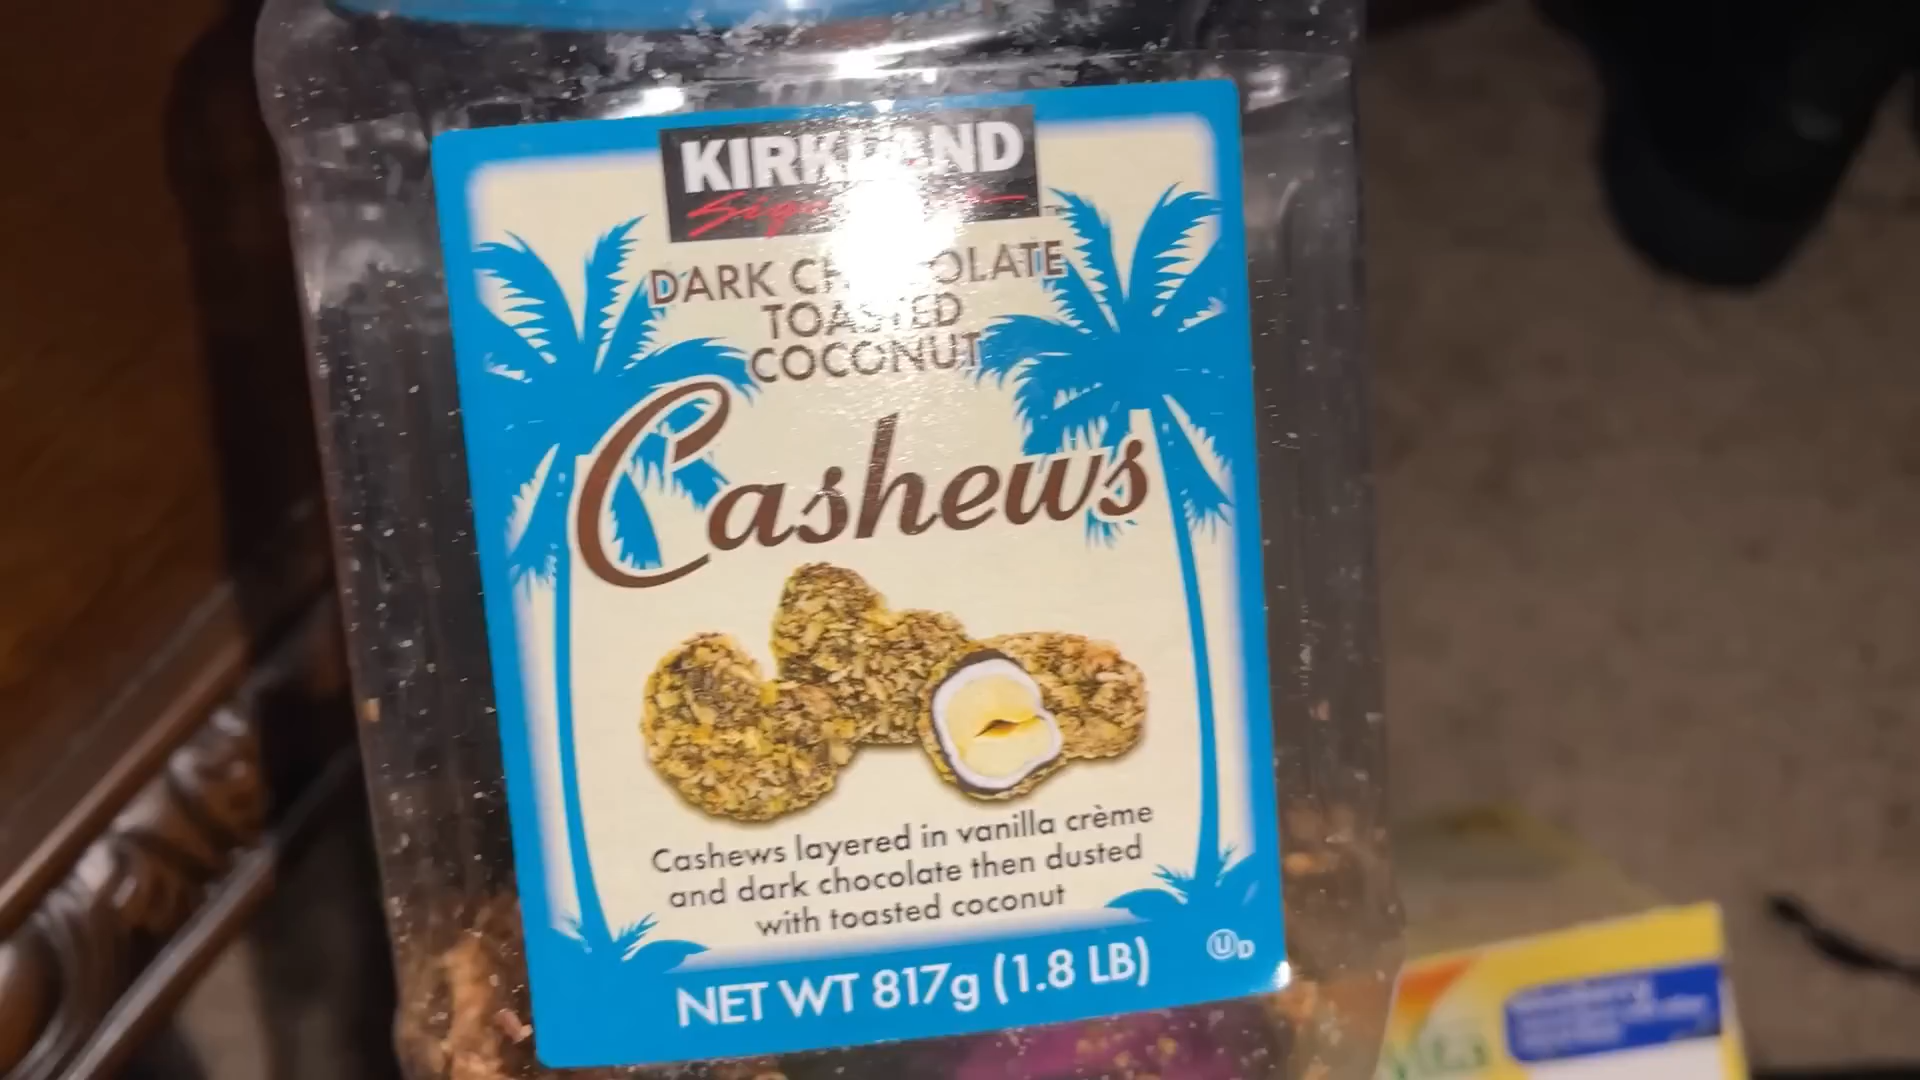 KIRKLAND
Signature
DARK CHOCOLATE
TOASTED
COCONUT
Cashews
Cashews layered in vanilla crème
and dark chocolate then dusted
with toasted coconut
NET WT 817g (1.8 LB)
U D